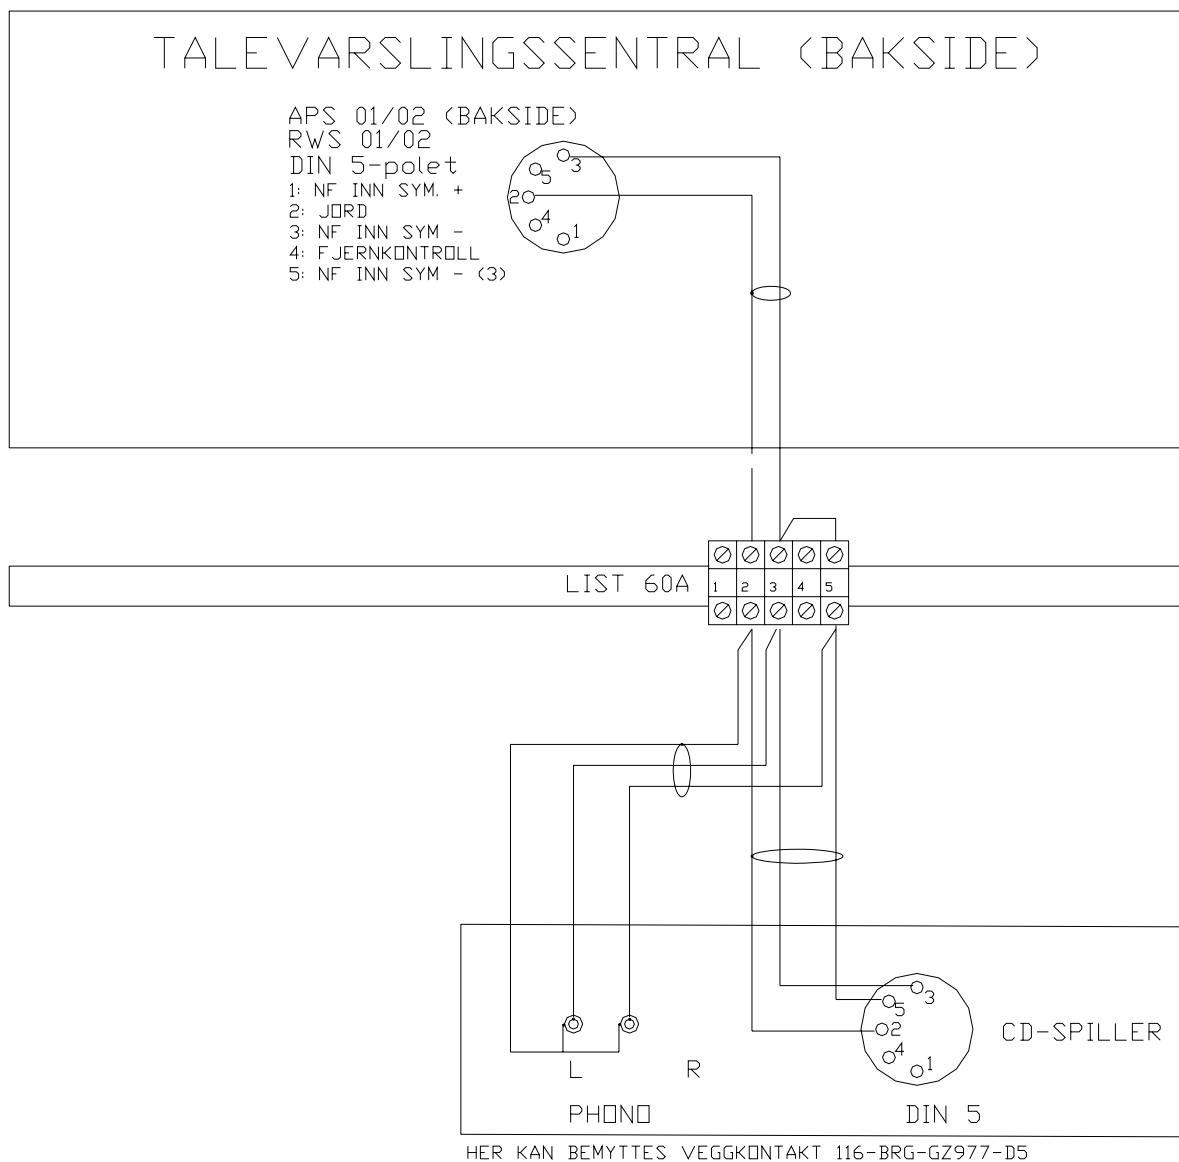 TALEVARSLINGSSENTRAL (BAKSIDE)
APS 01/02 (BAKSIDE)
RWS 01/02
DIN 5-polet
1: NF INN SYM. +
2: JORD
3: NF INN SYM -
4: FJERNKONTROLL
5: NF INN SYM - (3)
3
5
2
4
1
LIST 60A
1 2 3 4 5
3
5
2
4
1
CD-SPILLER
L R
PHONO DIN 5
HER KAN BEMYTTES VEGGKONTAKT 116-BRG-GZ977-D5